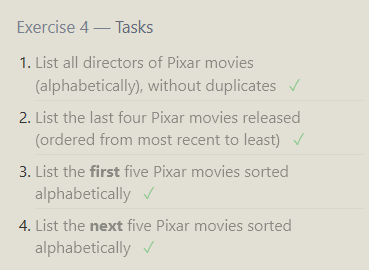 Exercise 4 — Tasks
1. List all directors of Pixar movies
(alphabetically), without duplicates ✓
2. List the last four Pixar movies released
(ordered from most recent to least) ✓
3. List the first five Pixar movies sorted
alphabetically ✓
4. List the next five Pixar movies sorted
alphabetically ✓